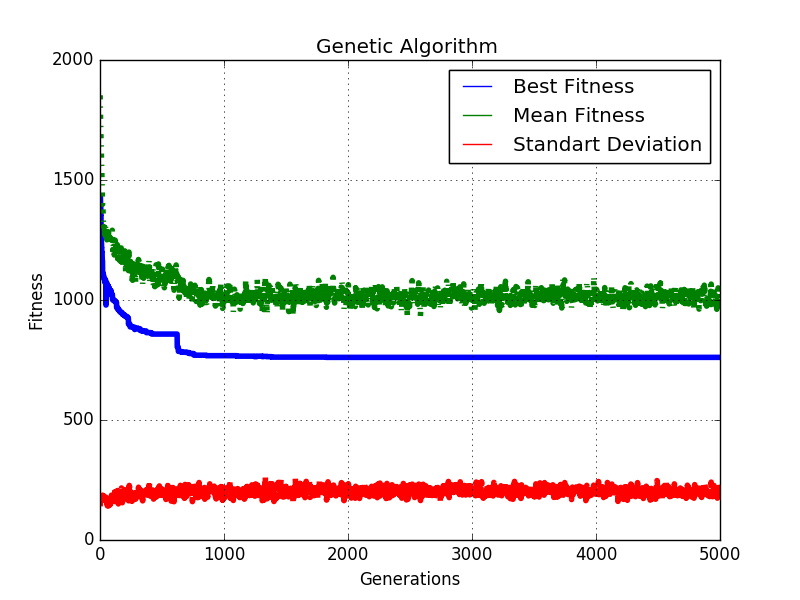 Genetic Algorithm
2000
1500
1000
500
0
Fitness
Best Fitness
Mean Fitness
Standart Deviation
0 1000 2000 3000 4000 5000
Generations